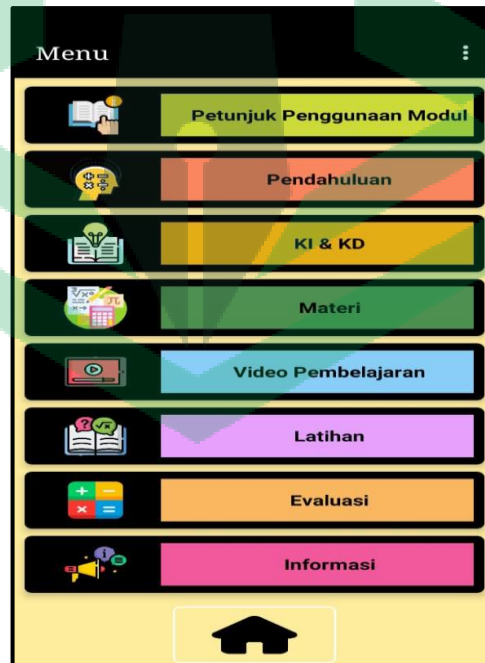 Menu
Petunjuk Penggunaan Modul
Pendahuluan
KI & KD
Materi
Video Pembelajaran
Latihan
Evaluasi
Informasi